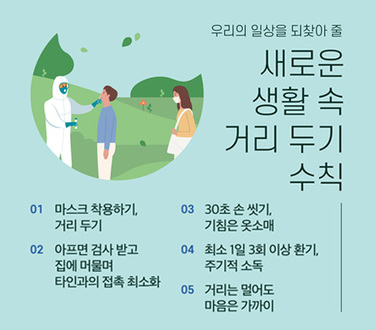 우리의 일상을 되찾아 줄
새로운
생활 속
거리 두기
수칙
01 마스크 착용하기,
거리 두기
02 아프면 검사 받고
집에 머물며
타인과의 접촉 최소화
03 30초 손 씻기,
기침은 옷소매
04 최소 1일 3회 이상 환기,
주기적 소독
05 거리는 멀어도
마음은 가까이